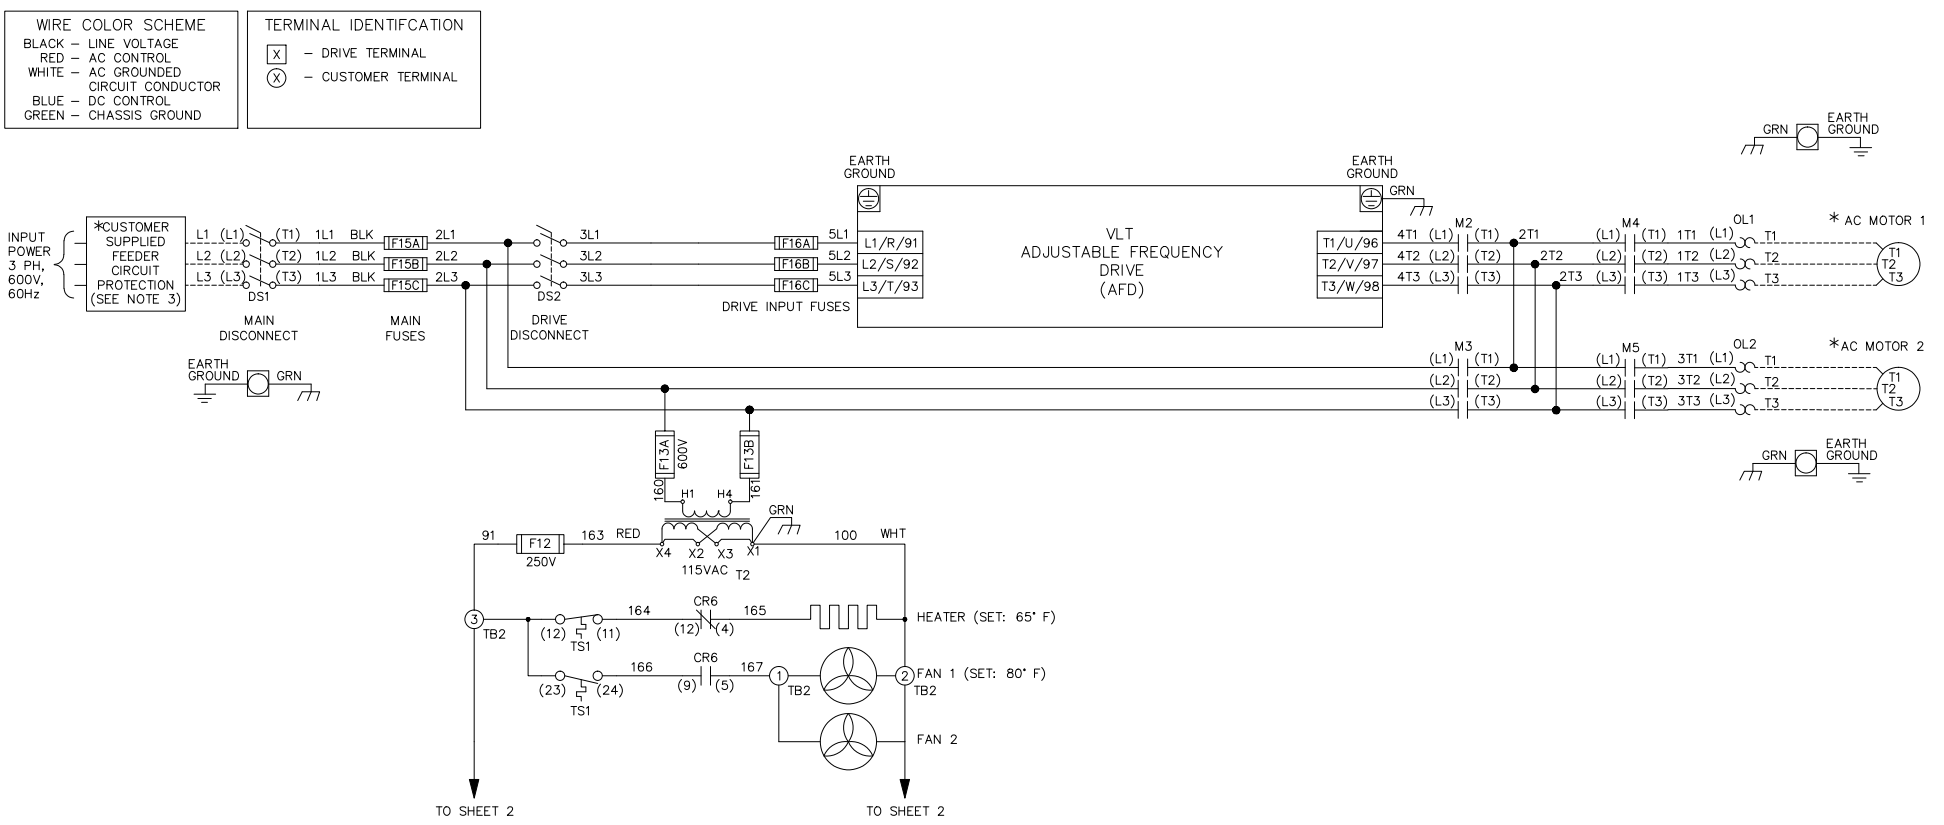 WIRE COLOR SCHEME
BLACK – LINE VOLTAGE
RED – AC CONTROL
WHITE – AC GROUNDED
CIRCUIT CONDUCTOR
BLUE – DC CONTROL
GREEN – CHASSIS GROUND
TERMINAL IDENTIFCATION
X – DRIVE TERMINAL
X – CUSTOMER TERMINAL
GRN EARTH
GROUND
EARTH
GROUND
EARTH
GROUND
GRN
INPUT
POWER
3 PH,
600V,
60Hz
*CUSTOMER
SUPPLIED
FEEDER
CIRCUIT
PROTECTION
(SEE NOTE 3)
L1 (L1) (T1) 1L1 BLK F15A 2L1 3L1 F16A 5L1 L1/R/91
L2 (L2) (T2) 1L2 BLK F15B 2L2 3L2 F16B 5L2 L2/S/92
L3 (L3) (T3) 1L3 BLK F15C 2L3 3L3 F16C 5L3 L3/T/93
DS1
MAIN
DISCONNECT
MAIN
FUSES
DS2
DRIVE
DISCONNECT
DRIVE INPUT FUSES
VLT
ADJUSTABLE FREQUENCY
DRIVE
(AFD)
M2 M4 OL1 * AC MOTOR 1
T1/U/96 4T1 (L1) (T1) 2T1 (L1) (T1) 1T1 (L1) T1 T1
T2/V/97 4T2 (L2) (T2) 2T2 (L2) (T2) 1T2 (L2) T2 T2
T3/W/98 4T3 (L3) (T3) 2T3 (L3) (T3) 1T3 (L3) T3 T3
EARTH
GROUND GRN
M3 M5 OL2 * AC MOTOR 2
(L1) (T1) (L1) (T1) 3T1 (L1) T1 T1
(L2) (T2) (L2) (T2) 3T2 (L2) T2 T2
(L3) (T3) (L3) (T3) 3T3 (L3) T3 T3
GRN EARTH
GROUND
F13A 600V F13B
160 161
H1 H4
GRN
91 F12 163 RED 100 WHT
250V
X4 X2 X3 X1
115VAC T2
3 TB2
(12) (11) 164 CR6 165
TS1 (12) (4)
HEATER (SET: 65° F)
(23) (24) 166 CR6 167 1 2 FAN 1 (SET: 80° F)
TS1 (9) (5) TB2 TB2
FAN 2
TO SHEET 2
TO SHEET 2